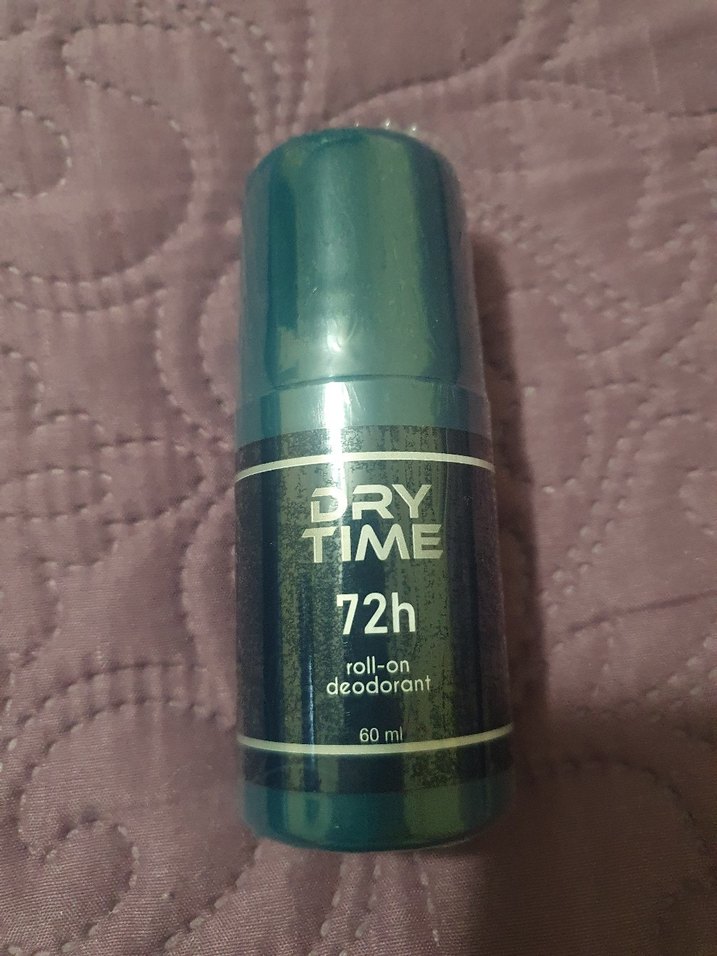 DRY
TIME
72h
roll-on
deodorant
60 ml